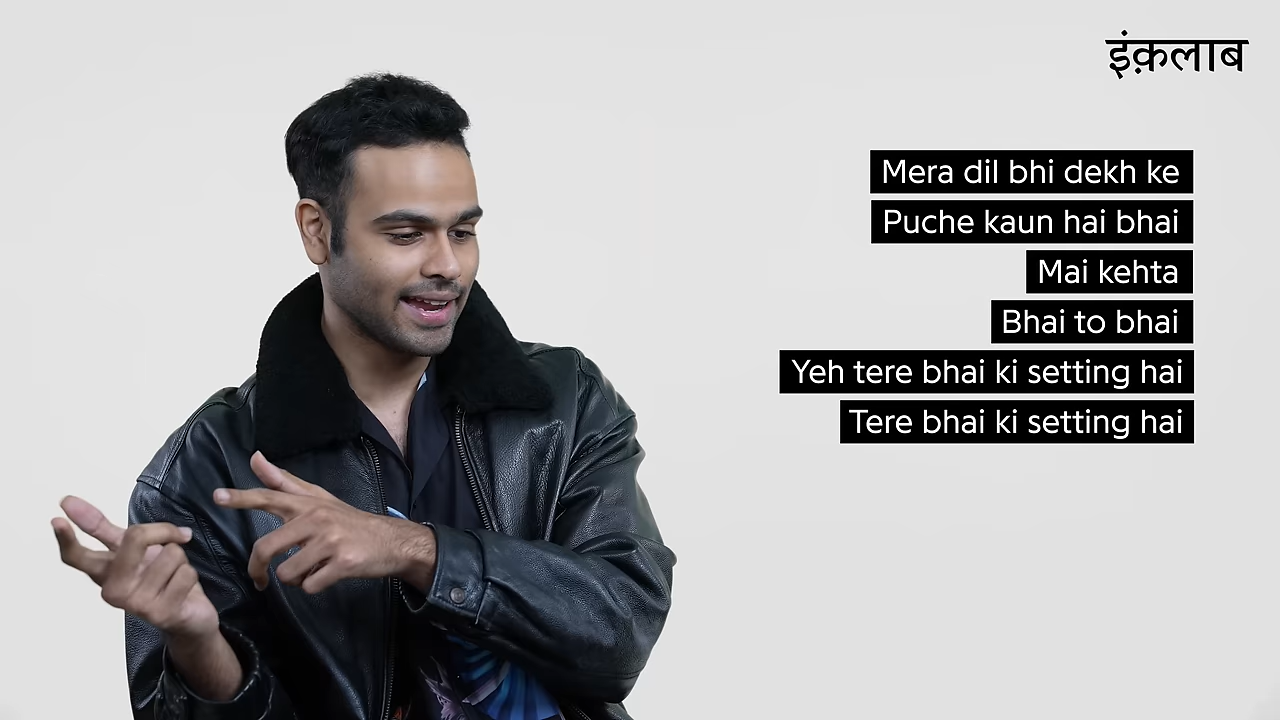 इंक़लाब
Mera dil bhi dekh ke
Puche kaun hai bhai
Mai kehta
Bhai to bhai
Yeh tere bhai ki setting hai
Tere bhai ki setting hai